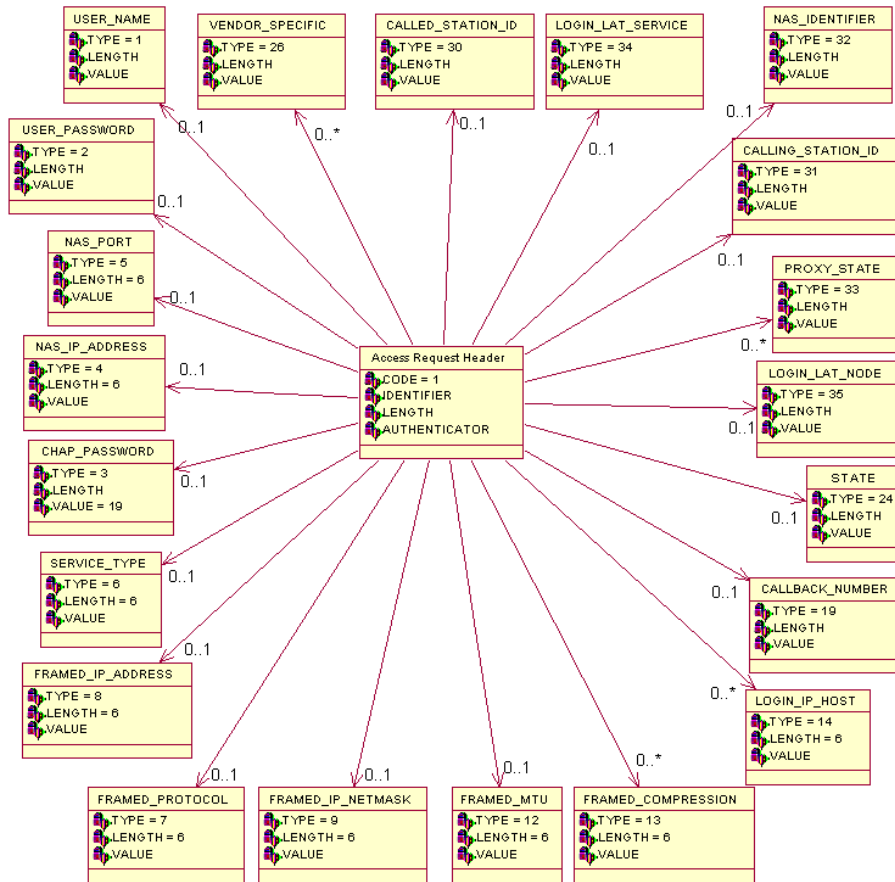 USER_NAME
TYPE = 1
LENGTH
VALUE
0..1
VENDOR_SPECIFIC
TYPE = 26
LENGTH
VALUE
0..*
CALLED_STATION_ID
TYPE = 30
LENGTH
VALUE
0..1
LOGIN_LAT_SERVICE
TYPE = 34
LENGTH
VALUE
0..1
NAS_IDENTIFIER
TYPE = 32
LENGTH
VALUE
0..1
USER_PASSWORD
TYPE = 2
LENGTH
VALUE
0..1
CALLING_STATION_ID
TYPE = 31
LENGTH
VALUE
0..1
NAS_PORT
TYPE = 5
LENGTH = 6
VALUE
0..1
PROXY_STATE
TYPE = 33
LENGTH
VALUE
0..*
NAS_IP_ADDRESS
TYPE = 4
LENGTH = 6
VALUE
0..1
Access Request Header
CODE = 1
IDENTIFIER
LENGTH
AUTHENTICATOR
LOGIN_LAT_NODE
TYPE = 35
LENGTH
VALUE
0..1
CHAP_PASSWORD
TYPE = 3
LENGTH
VALUE = 19
0..1
STATE
TYPE = 24
LENGTH
VALUE
0..1
SERVICE_TYPE
TYPE = 6
LENGTH = 6
VALUE
0..1
CALLBACK_NUMBER
TYPE = 19
LENGTH
VALUE
0..1
FRAMED_IP_ADDRESS
TYPE = 8
LENGTH = 6
VALUE
0..1
LOGIN_IP_HOST
TYPE = 14
LENGTH = 6
VALUE
0..*
FRAMED_PROTOCOL
TYPE = 7
LENGTH = 6
VALUE
0..1
FRAMED_IP_NETMASK
TYPE = 9
LENGTH = 6
VALUE
0..1
FRAMED_MTU
TYPE = 12
LENGTH = 6
VALUE
0..1
FRAMED_COMPRESSION
TYPE = 13
LENGTH = 6
VALUE
0..*